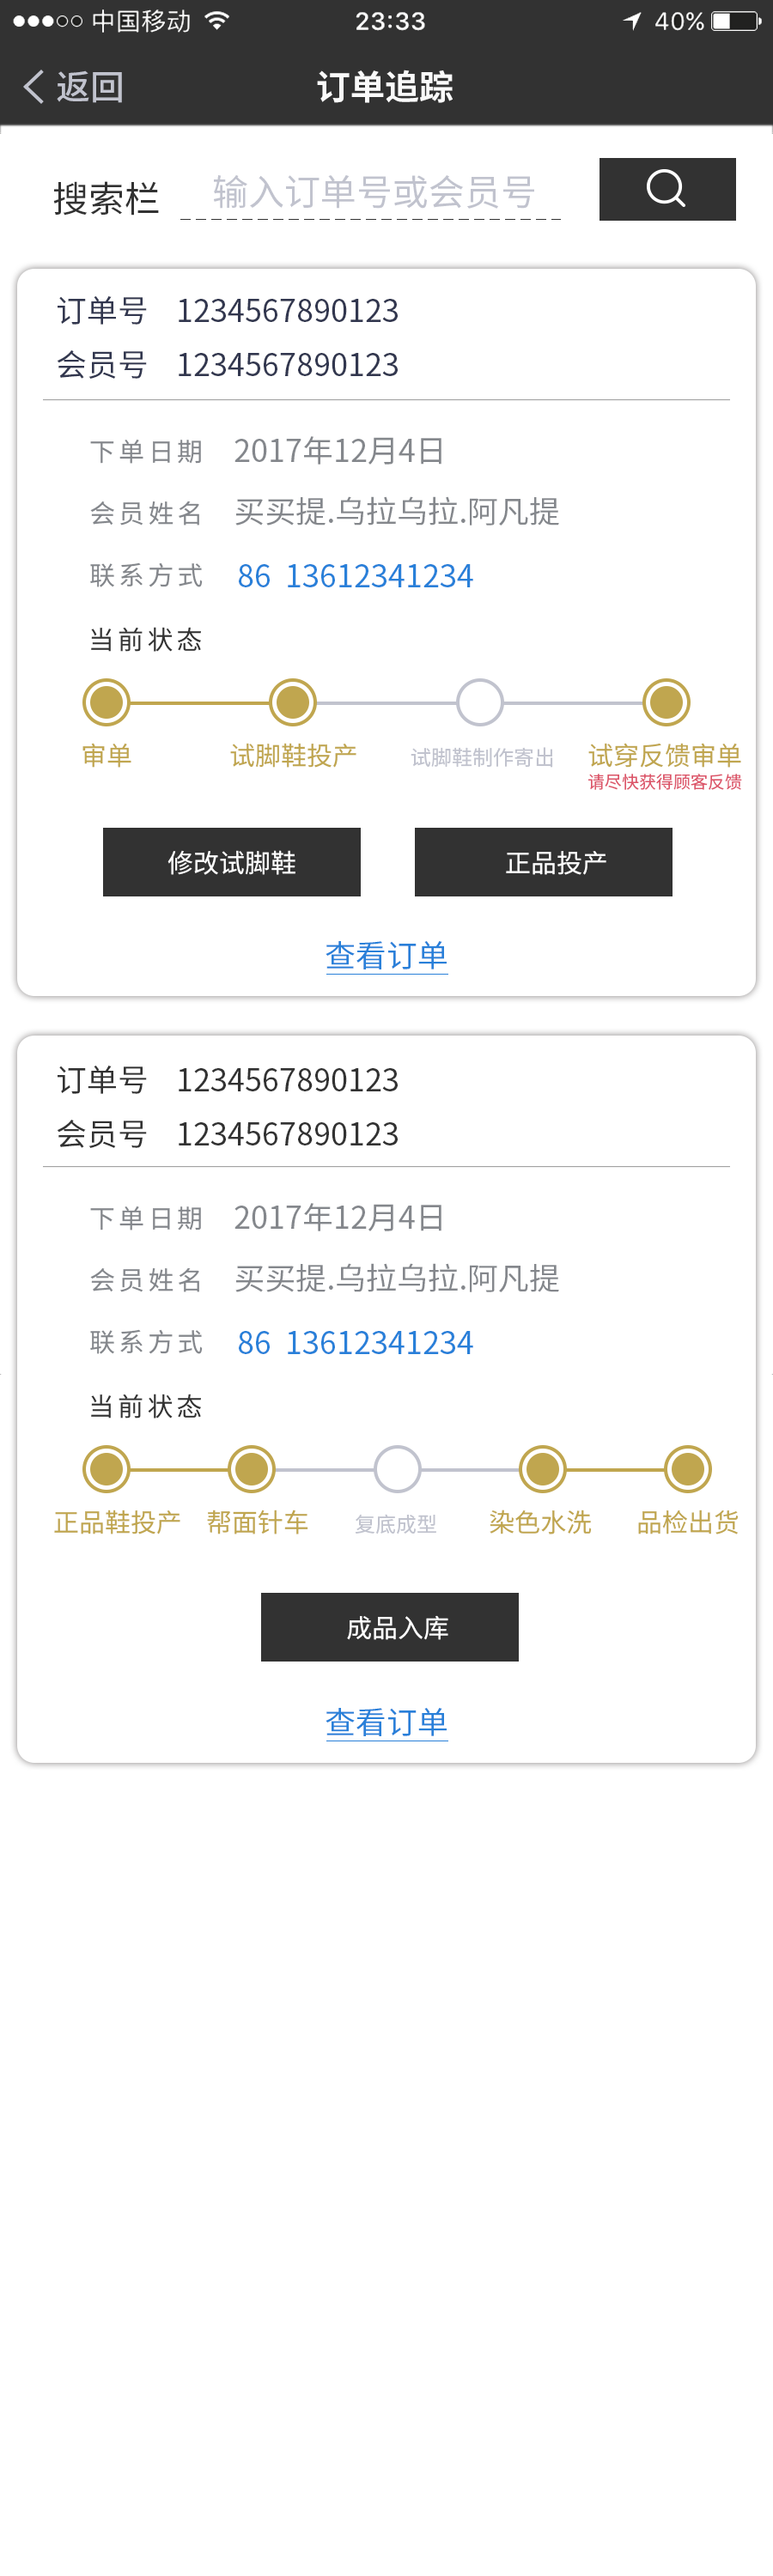 中国移动 23:33 40%
返回 订单追踪
搜索栏 输入订单号或会员号
订单号 1234567890123
会员号 1234567890123
下单日期 2017年12月4日
会员姓名 买买提.乌拉乌拉.阿凡提
联系方式 86 13612341234
当前状态
审单 试脚鞋投产 试脚鞋制作寄出 试穿反馈审单
请尽快获得顾客反馈
修改试脚鞋 正品投产
查看订单
订单号 1234567890123
会员号 1234567890123
下单日期 2017年12月4日
会员姓名 买买提.乌拉乌拉.阿凡提
联系方式 86 13612341234
当前状态
正品鞋投产 帮面针车 复底成型 染色水洗 品检出货
成品入库
查看订单